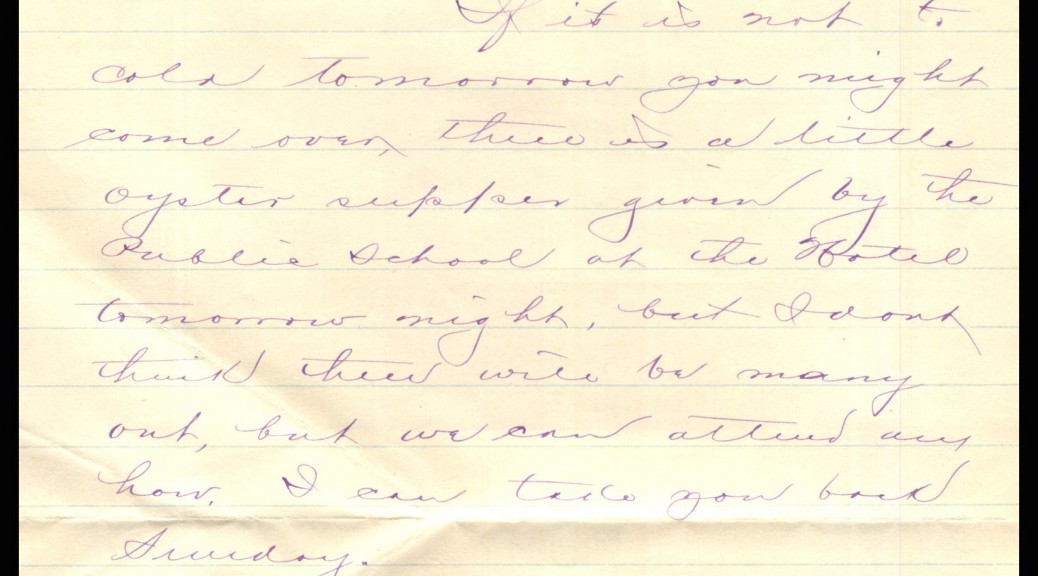 If it is not t.
cold tomorrow you might
come over, there is a little
oyster supper given by the
Public School at the Hotel
tomorrow night, but I dont
think there will be many
out, but we can attend any
how. I can take you back
Sunday.